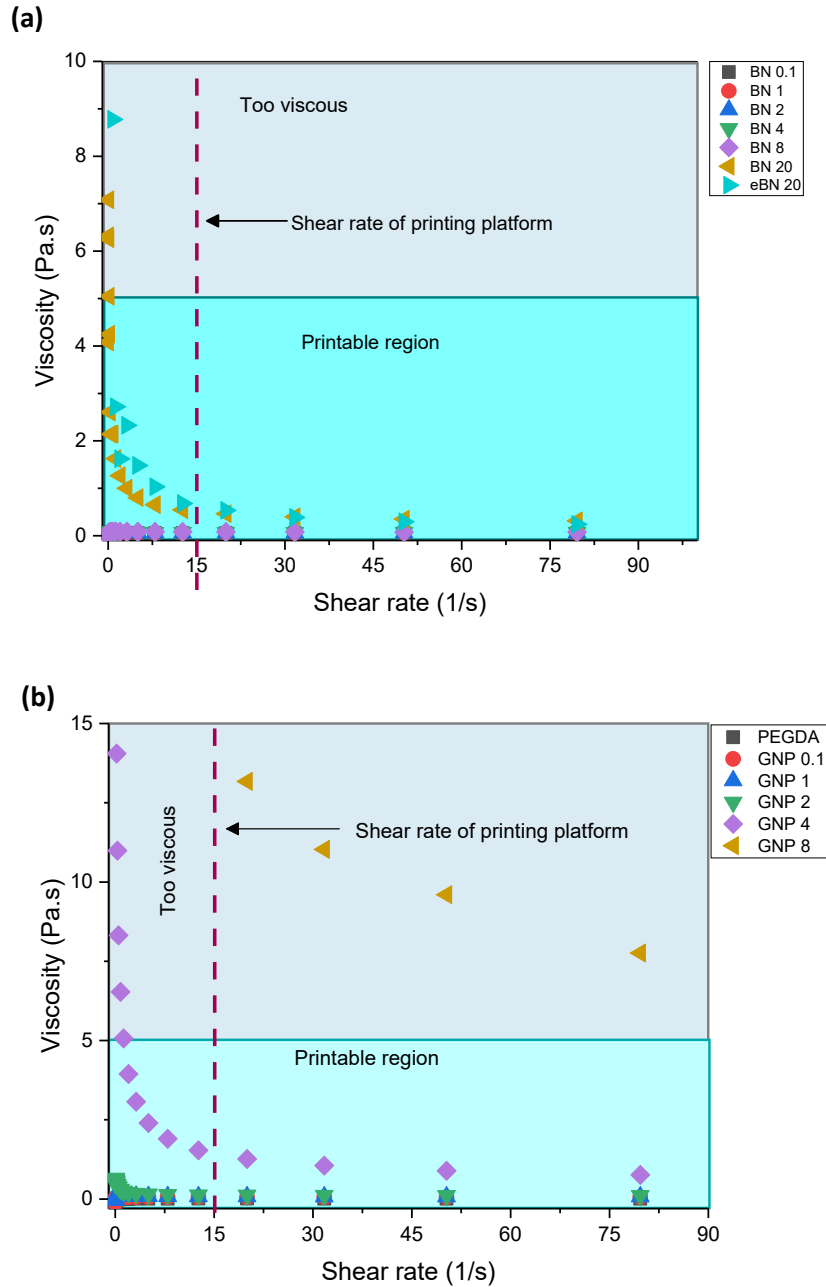 (a)
10
8
6
4
2
0
Viscosity (Pa.s)
Too viscous
Shear rate of printing platform
Printable region
0 15 30 45 60 75 90
Shear rate (1/s)
BN 0.1
BN 1
BN 2
BN 4
BN 8
BN 20
eBN 20
(b)
15
10
5
0
Viscosity (Pa.s)
Too viscous
Shear rate of printing platform
Printable region
0 15 30 45 60 75 90
Shear rate (1/s)
PEGDA
GNP 0.1
GNP 1
GNP 2
GNP 4
GNP 8